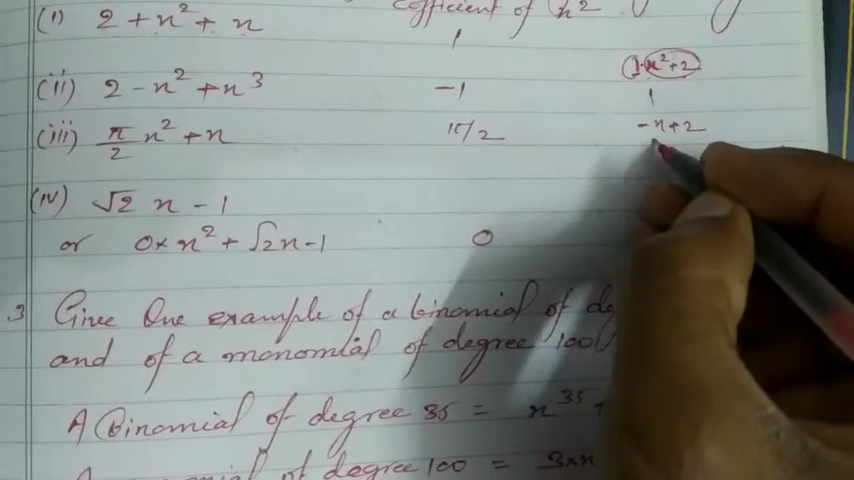 coefficient of x²
(i) 2 + x² + x 1
1·x²+2
(ii) 2 - x² + x³ -1 1
(iii) π/2 x² + x π/2 -x+2
(iv) √2 x - 1
or 0×x² + √2x-1 0
.3 Give One example of a binomial of
and of a monomial of degree 100
A Binomial of degree 35 = x³⁵+
of degree 100 = 3×x